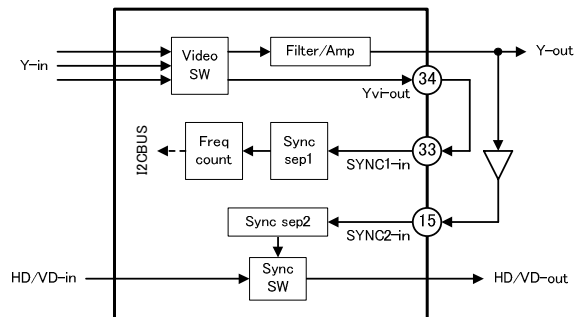 Y-in
Video
SW
Filter/Amp
Y-out
34
Yvi-out
I2CBUS
Freq
count
Sync
sep1
33
SYNC1-in
Sync sep2
15
SYNC2-in
HD/VD-in
Sync
SW
HD/VD-out